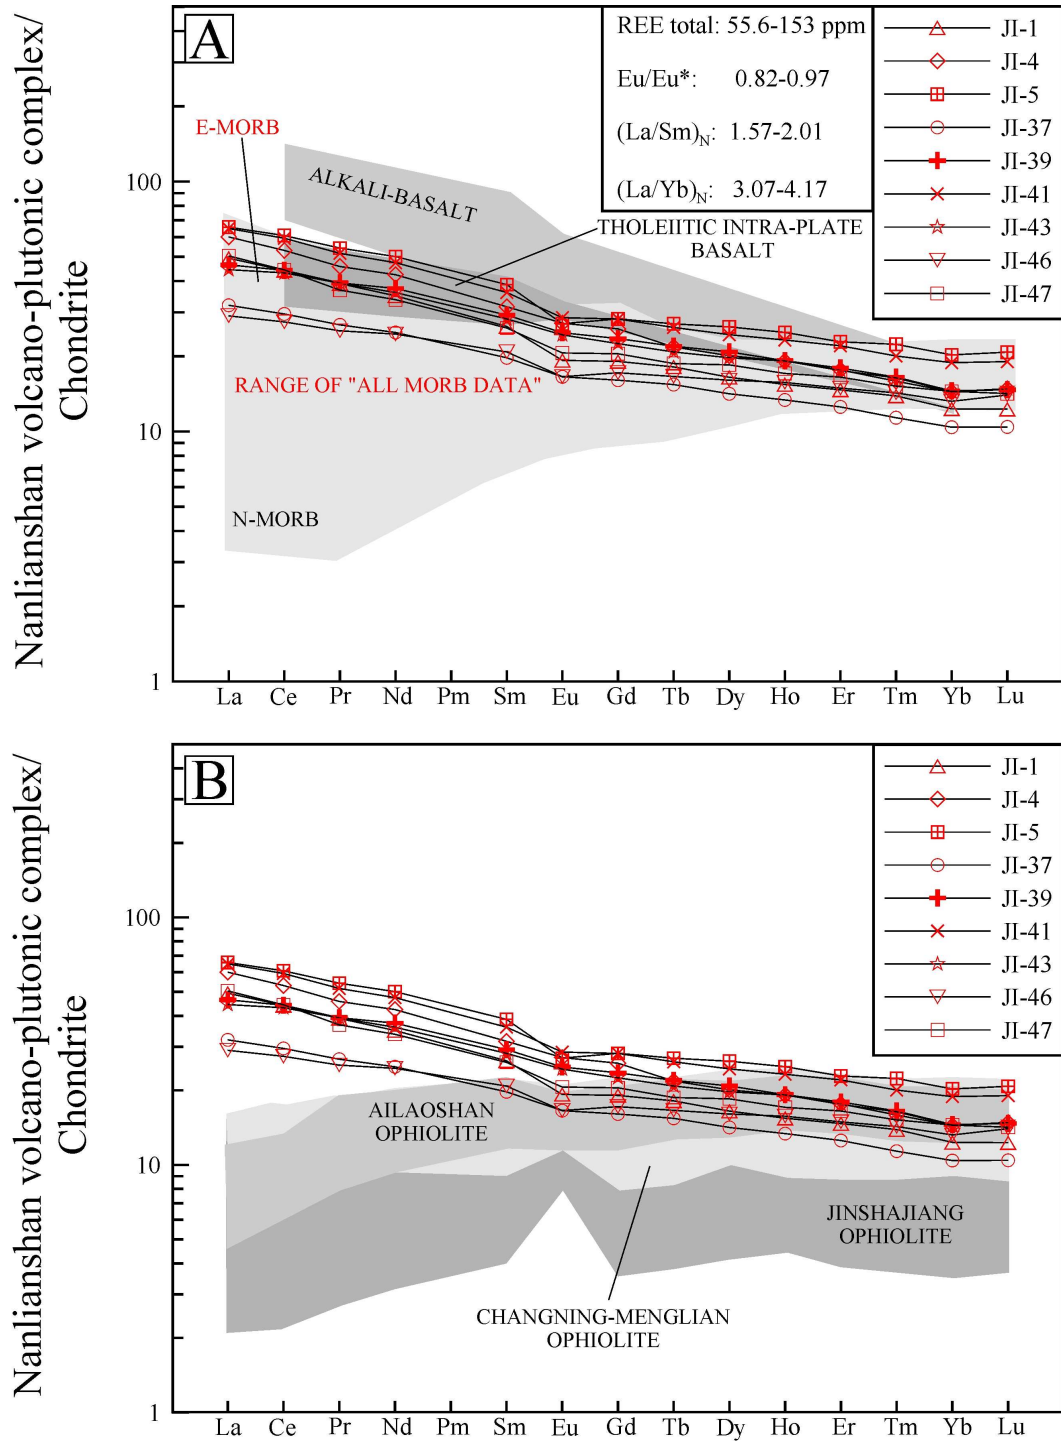 Nanlianshan volcano-plutonic complex/
Chondrite
A
REE total: 55.6-153 ppm
Eu/Eu*: 0.82-0.97
(La/Sm)N: 1.57-2.01
(La/Yb)N: 3.07-4.17
JI-1
JI-4
JI-5
JI-37
JI-39
JI-41
JI-43
JI-46
JI-47
E-MORB
ALKALI-BASALT
THOLEIITIC INTRA-PLATE
BASALT
RANGE OF "ALL MORB DATA"
N-MORB
100
10
1
La Ce Pr Nd Pm Sm Eu Gd Tb Dy Ho Er Tm Yb Lu
Nanlianshan volcano-plutonic complex/
Chondrite
B
JI-1
JI-4
JI-5
JI-37
JI-39
JI-41
JI-43
JI-46
JI-47
100
10
1
AILAOSHAN
OPHIOLITE
JINSHAJIANG
OPHIOLITE
CHANGNING-MENGLIAN
OPHIOLITE
La Ce Pr Nd Pm Sm Eu Gd Tb Dy Ho Er Tm Yb Lu